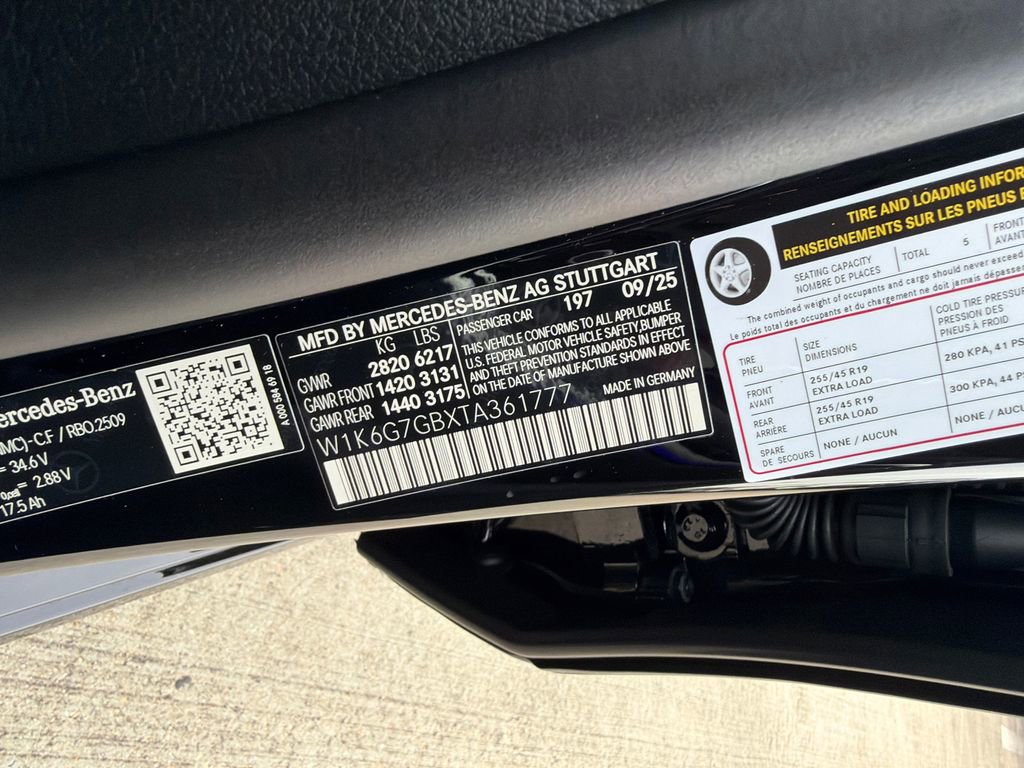 ercedes-Benz
MC)-CF / RBO.2509
= 34.6 V
= 2.88 V
17.5 Ah
A 000 584 69 18
MFD BY MERCEDES-BENZ AG STUTTGART
KG LBS
PASSENGER CAR 197 09/25
GVWR 2820 6217
GAWR FRONT 1420 3131
GAWR REAR 1440 3175
THIS VEHICLE CONFORMS TO ALL APPLICABLE
U.S. FEDERAL MOTOR VEHICLE SAFETY, BUMPER
AND THEFT PREVENTION STANDARDS IN EFFECT
ON THE DATE OF MANUFACTURE SHOWN ABOVE
W1K6G7GBXTA361777
MADE IN GERMANY
TIRE AND LOADING INFOR
RENSEIGNEMENTS SUR LES PNEUS E
SEATING CAPACITY
NOMBRE DE PLACES
TOTAL 5
FRONT
AVANT
The combined weight of occupants and cargo should never exceed
Le poids total des occupants et du chargement ne doit jamais dépasser
TIRE
PNEU
SIZE
DIMENSIONS
COLD TIRE PRESSURE
PRESSION DES
PNEUS À FROID
FRONT
AVANT
255/45 R19
EXTRA LOAD
280 KPA, 41 PS
REAR
ARRIÈRE
255/45 R19
EXTRA LOAD
300 KPA, 44 PS
SPARE
DE SECOURS
NONE / AUCUN
NONE / AUCUN